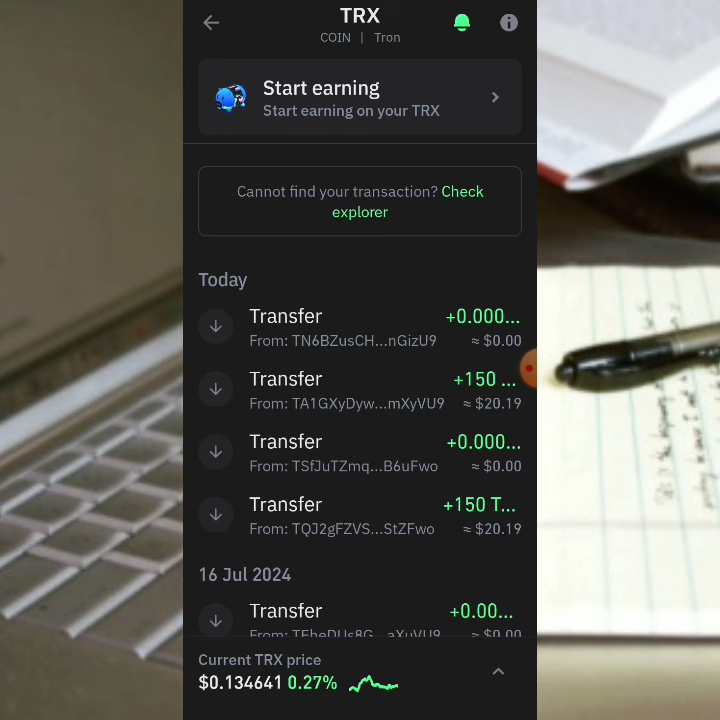 TRX
COIN | Tron
Start earning
Start earning on your TRX
Cannot find your transaction? Check
explorer
Today
Transfer +0.000...
From: TN6BZusCH...nGizU9 ≈ $0.00
Transfer +150 ...
From: TA1GXyDyw...mXyVU9 ≈ $20.19
Transfer +0.000...
From: TSfJuTZmq...B6uFwo ≈ $0.00
Transfer +150 T...
From: TQJ2gFZVS...StZFwo ≈ $20.19
16 Jul 2024
Transfer +0.00...
From: ≈ $0.00
Current TRX price
$0.134641 0.27%